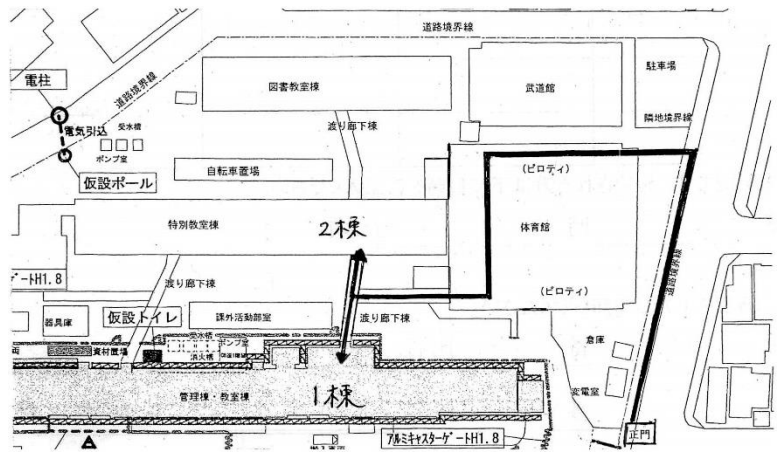 道路境界線
電柱
道路境界線
図書教室棟
武道館
駐車場
電気引込
受水槽
渡り廊下棟
隣地境界線
ポンプ室
(ピロティ)
仮設ポール
自転車置場
特別教室棟
2棟
体育館
ゲートH1.8
渡り廊下棟
(ピロティ)
道路境界線
器具庫
仮設トイレ
課外活動部室
渡り廊下棟
受水槽
ポンプ室
資材置場
消火槽
倉庫
管理棟・教室棟
1棟
変電室
アルミキャスターゲートH1.8
正門